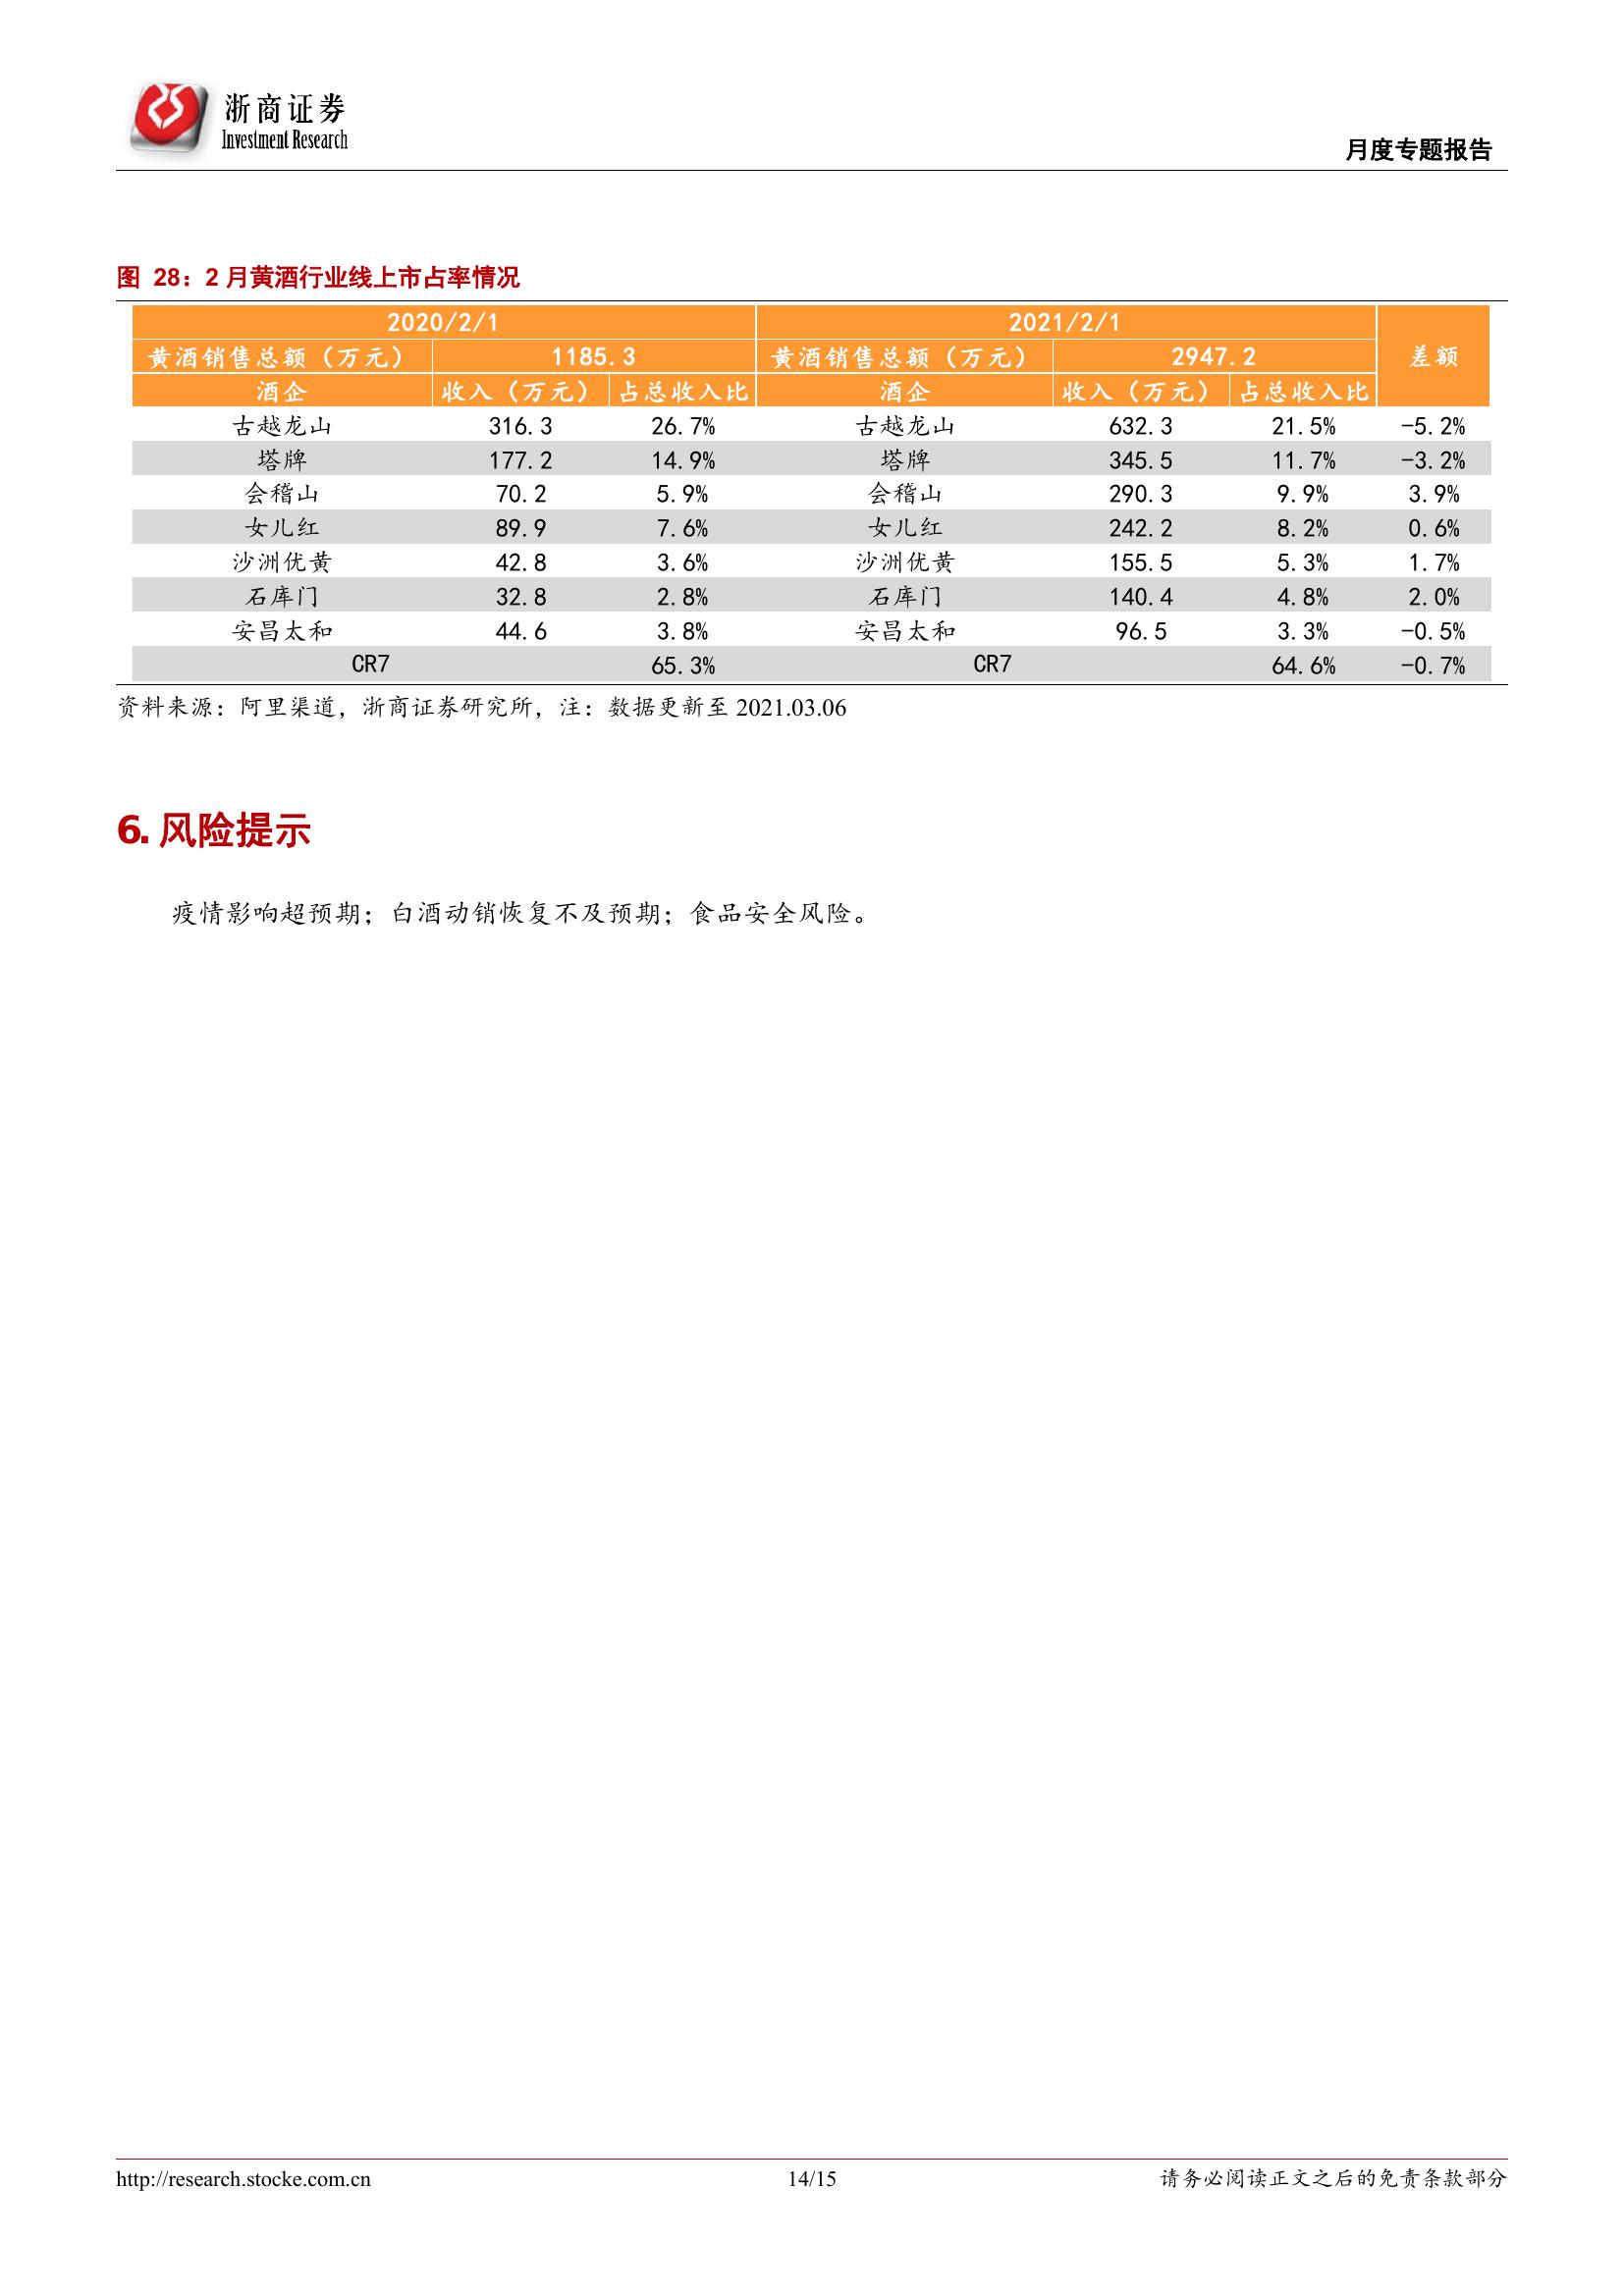 浙商证券
Investment Research
月度专题报告
图 28：2 月黄酒行业线上市占率情况
2020/2/1 2021/2/1 差额
黄酒销售总额（万元） 1185.3 黄酒销售总额（万元） 2947.2
酒企 收入（万元） 占总收入比 酒企 收入（万元） 占总收入比
古越龙山 316.3 26.7% 古越龙山 632.3 21.5% -5.2%
塔牌 177.2 14.9% 塔牌 345.5 11.7% -3.2%
会稽山 70.2 5.9% 会稽山 290.3 9.9% 3.9%
女儿红 89.9 7.6% 女儿红 242.2 8.2% 0.6%
沙洲优黄 42.8 3.6% 沙洲优黄 155.5 5.3% 1.7%
石库门 32.8 2.8% 石库门 140.4 4.8% 2.0%
安昌太和 44.6 3.8% 安昌太和 96.5 3.3% -0.5%
CR7 65.3% CR7 64.6% -0.7%
资料来源：阿里渠道，浙商证券研究所，注：数据更新至 2021.03.06
6. 风险提示
疫情影响超预期；白酒动销恢复不及预期；食品安全风险。
http://research.stocke.com.cn 14/15 请务必阅读正文之后的免责条款部分